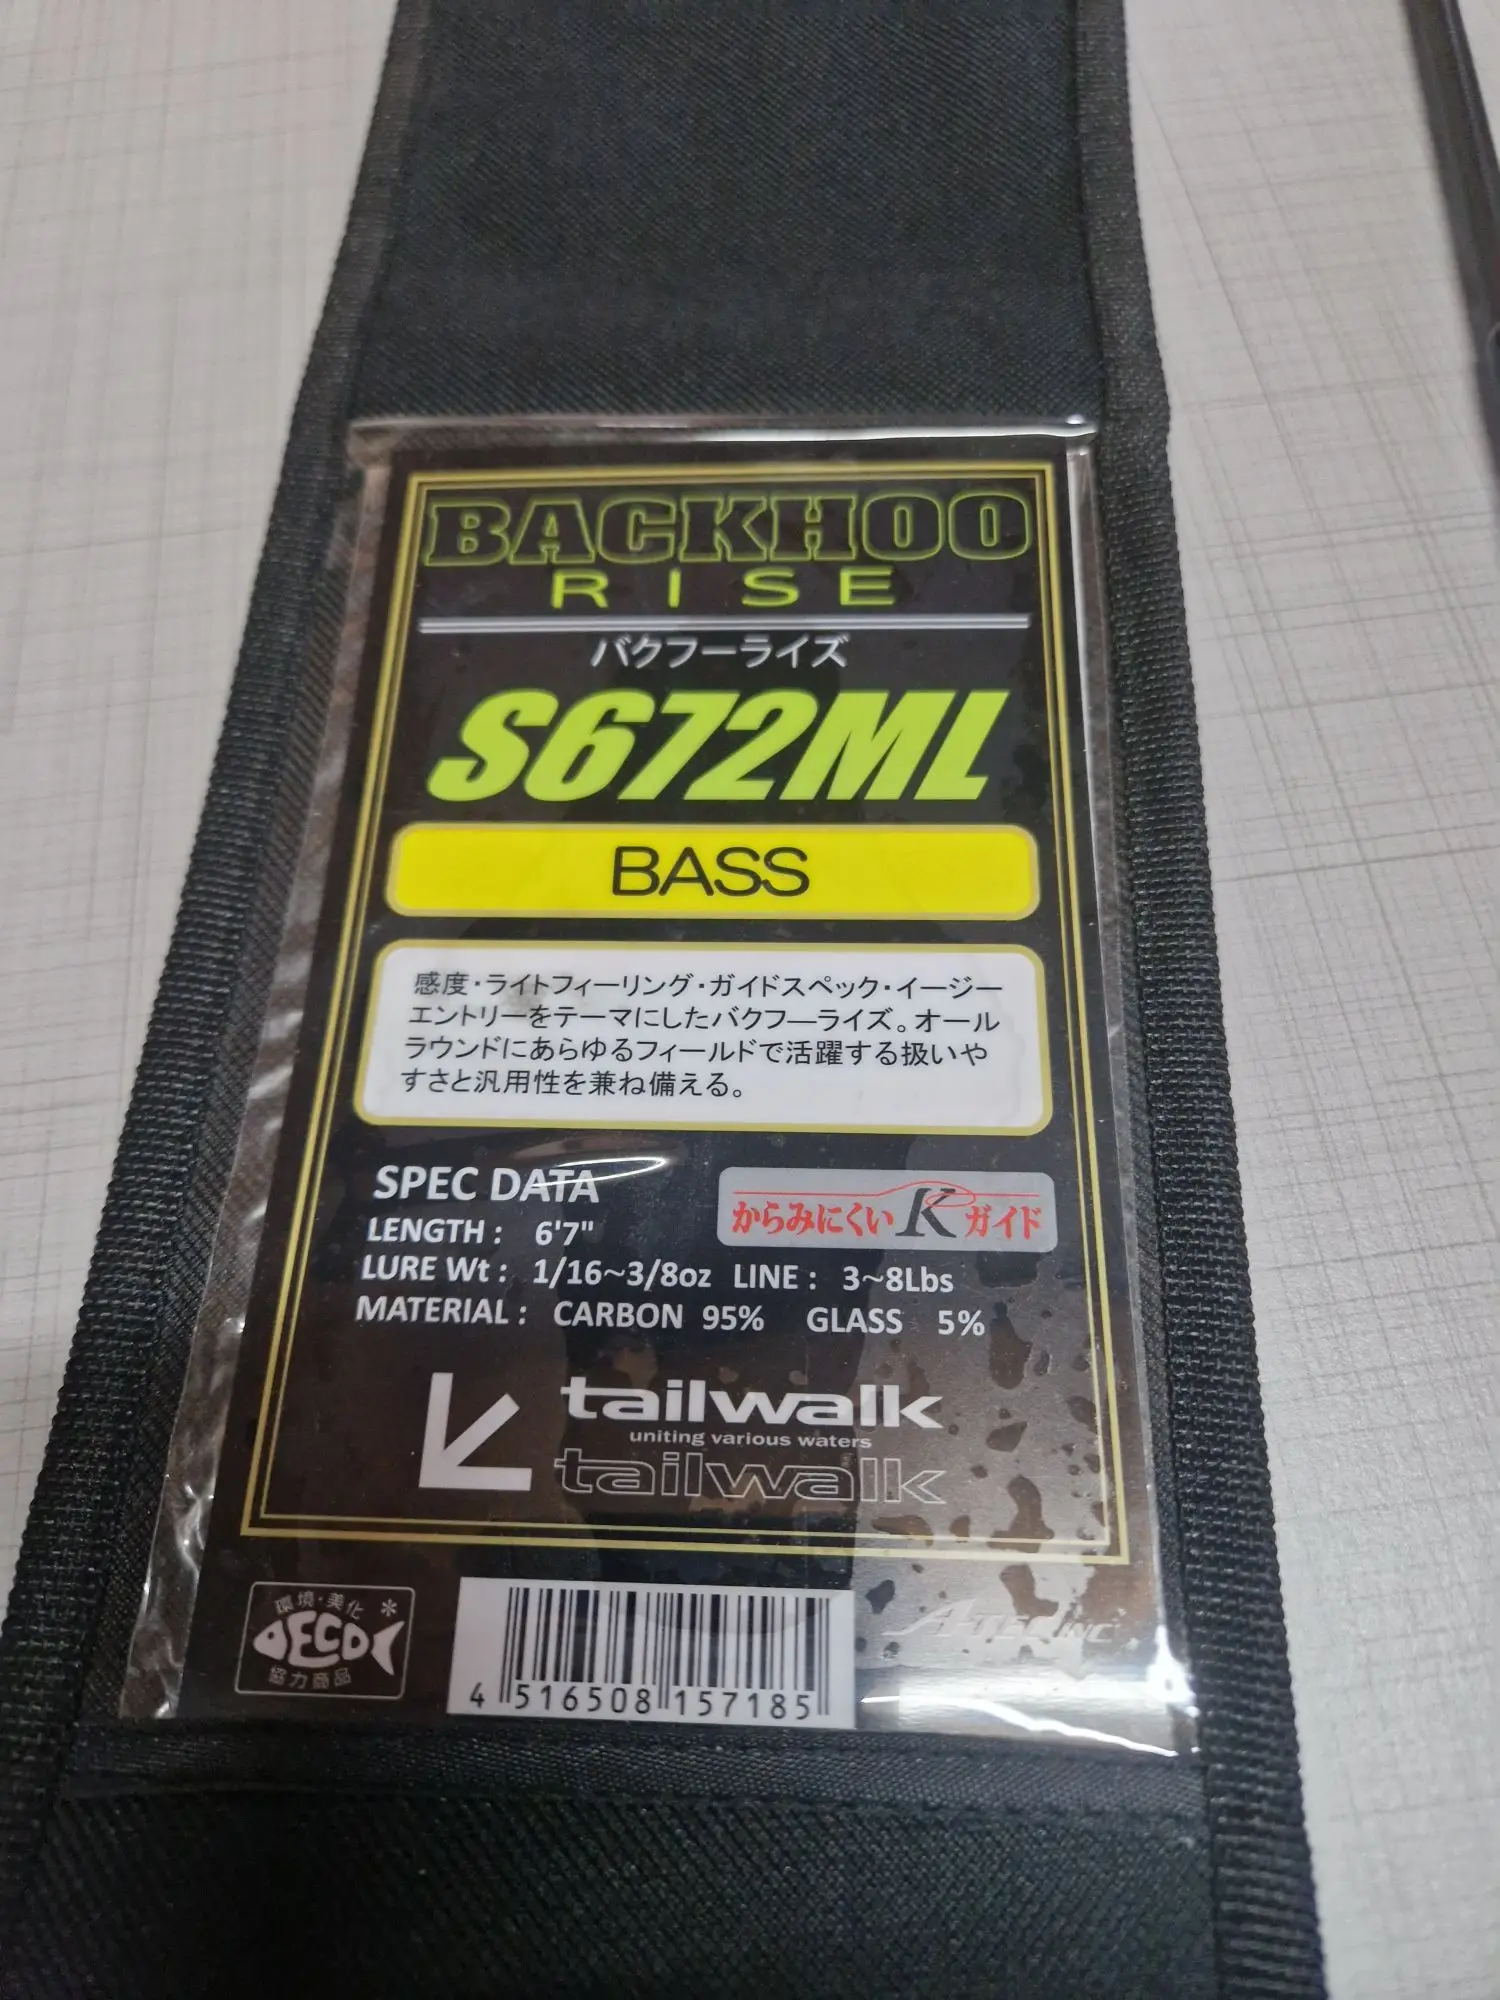 BACKHOO
RISE
バクフーライズ
S672ML
BASS
感度・ライトフィーリング・ガイドスペック・イージー
エントリーをテーマにしたバクフ―ライズ。オール
ラウンドにあらゆるフィールドで活躍する扱いや
すさと汎用性を兼ね備える。
SPEC DATA
からみにくいKガイド
LENGTH : 6'7"
LURE Wt : 1/16~3/8oz LINE : 3~8Lbs
MATERIAL : CARBON 95% GLASS 5%
tailwalk
uniting various waters
tailwalk
環境・美化
ECO
協力商品
4 516508 157185
INC